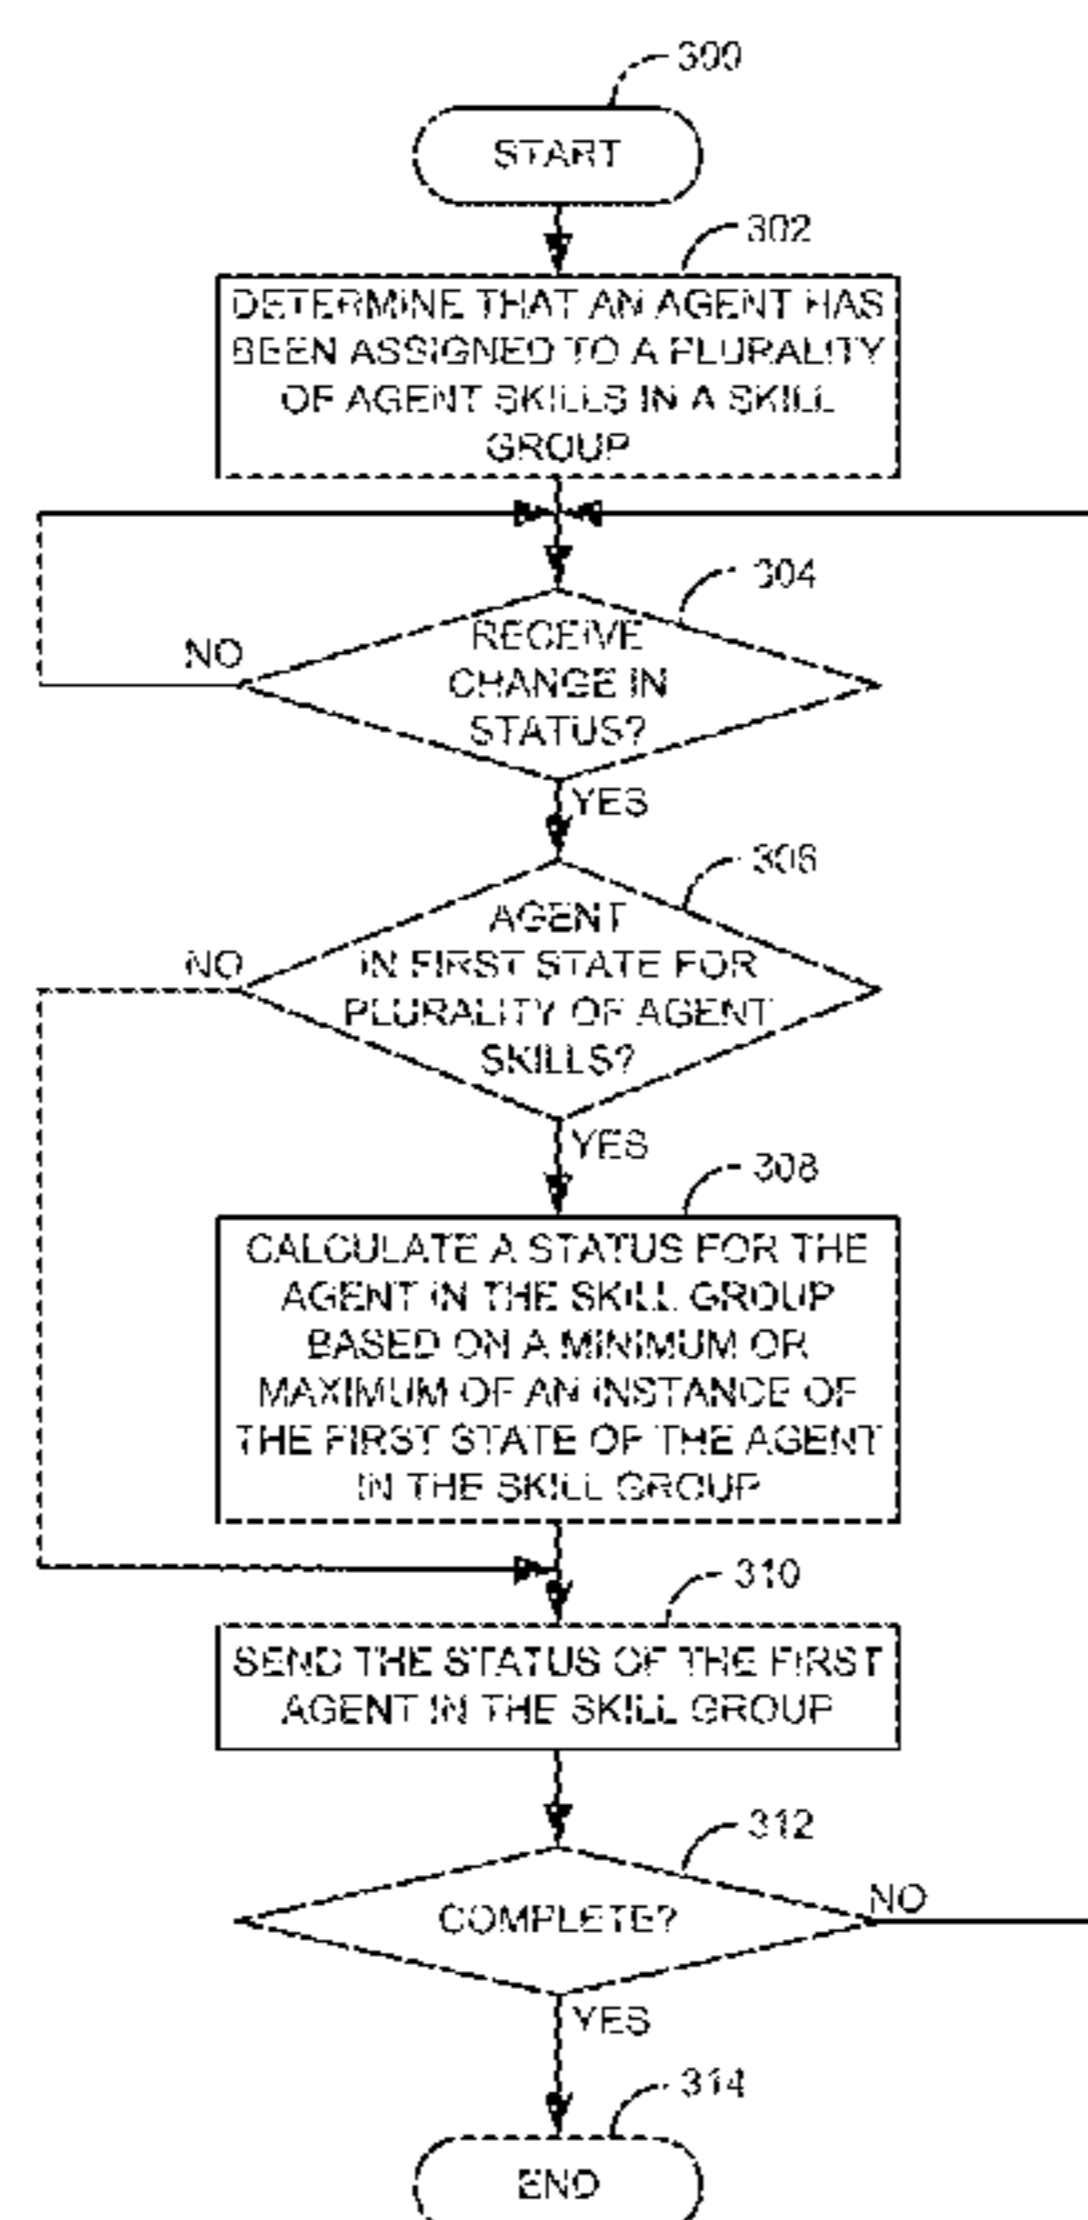 300
START
302
DETERMINE THAT AN AGENT HAS
BEEN ASSIGNED TO A PLURALITY
OF AGENT SKILLS IN A SKILL
GROUP
304
RECEIVE
CHANGE IN
STATUS?
NO
YES
306
AGENT
IN FIRST STATE FOR
PLURALITY OF AGENT
SKILLS?
NO
YES
308
CALCULATE A STATUS FOR THE
AGENT IN THE SKILL GROUP
BASED ON A MINIMUM OR
MAXIMUM OF AN INSTANCE OF
THE FIRST STATE OF THE AGENT
IN THE SKILL GROUP
310
SEND THE STATUS OF THE FIRST
AGENT IN THE SKILL GROUP
312
COMPLETE?
NO
YES
314
END